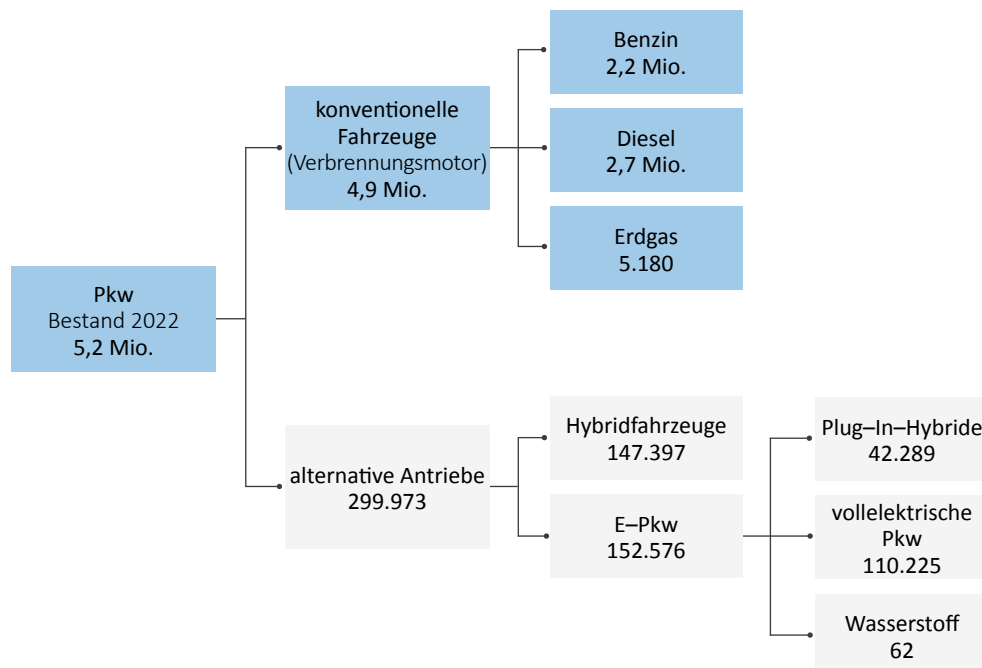 Pkw
Bestand 2022
5,2 Mio.
konventionelle
Fahrzeuge
(Verbrennungsmotor)
4,9 Mio.
Benzin
2,2 Mio.
Diesel
2,7 Mio.
Erdgas
5.180
alternative Antriebe
299.973
Hybridfahrzeuge
147.397
E–Pkw
152.576
Plug–In–Hybride
42.289
vollelektrische
Pkw
110.225
Wasserstoff
62